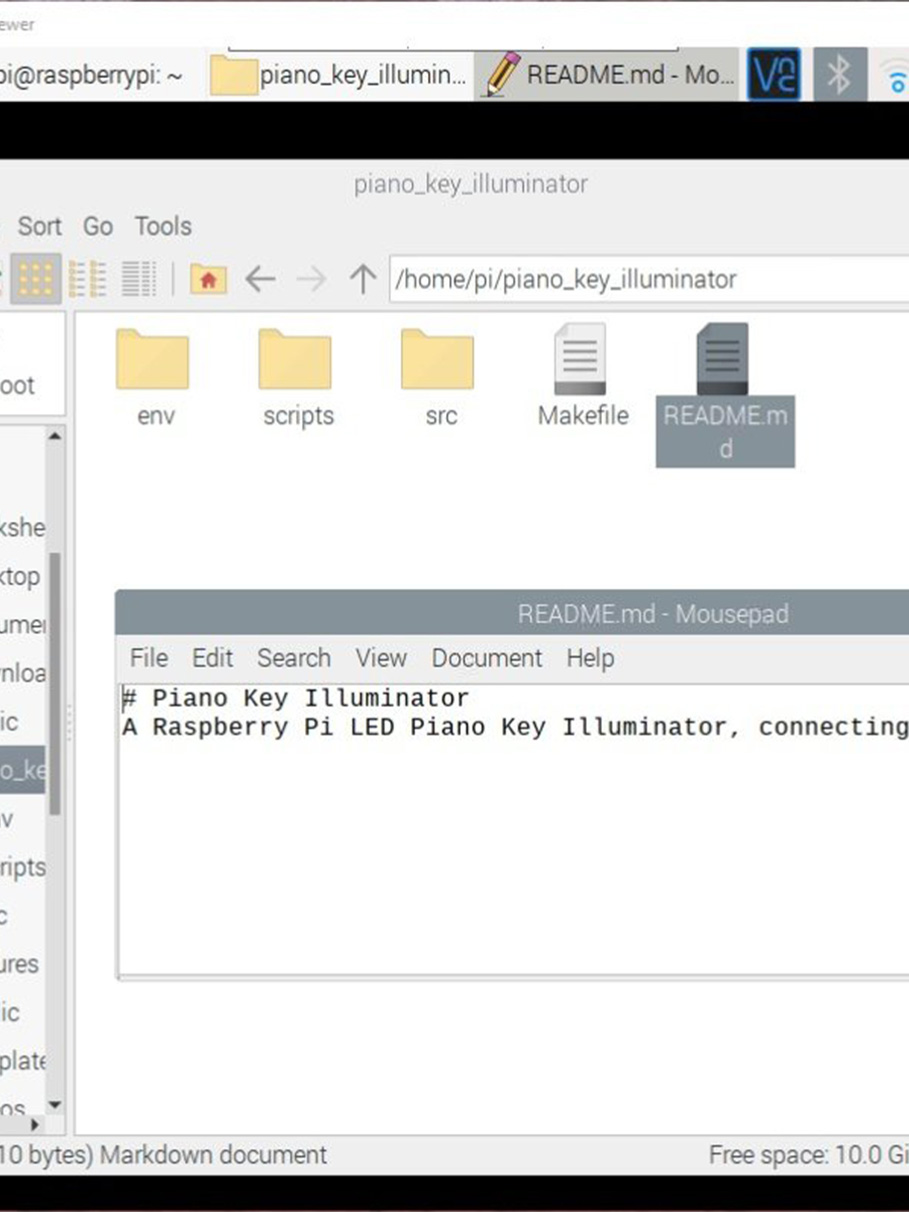 ewer
pi@raspberrypi: ~ piano_key_illumin... README.md - Mo...
piano_key_illuminator
Sort Go Tools
/home/pi/piano_key_illuminator
oot
env scripts src Makefile README.m
d
kshe
ktop
umen
nloa
ic
o_ke
v
ripts
c
ures
ic
plate
os
README.md - Mousepad
File Edit Search View Document Help
# Piano Key Illuminator
A Raspberry Pi LED Piano Key Illuminator, connecting
10 bytes) Markdown document Free space: 10.0 Gi